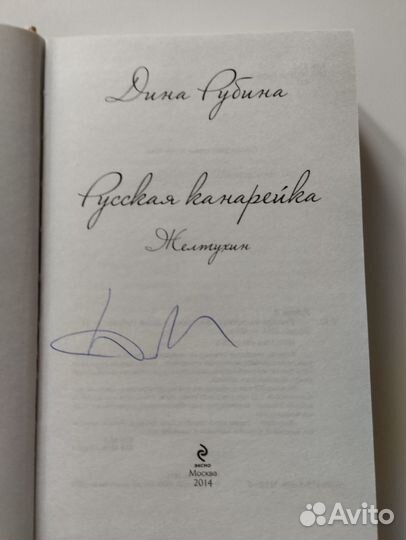 Дина Рубина
Русская канарейка
Желтухин
ЭКСМО
Москва
2014
Avito